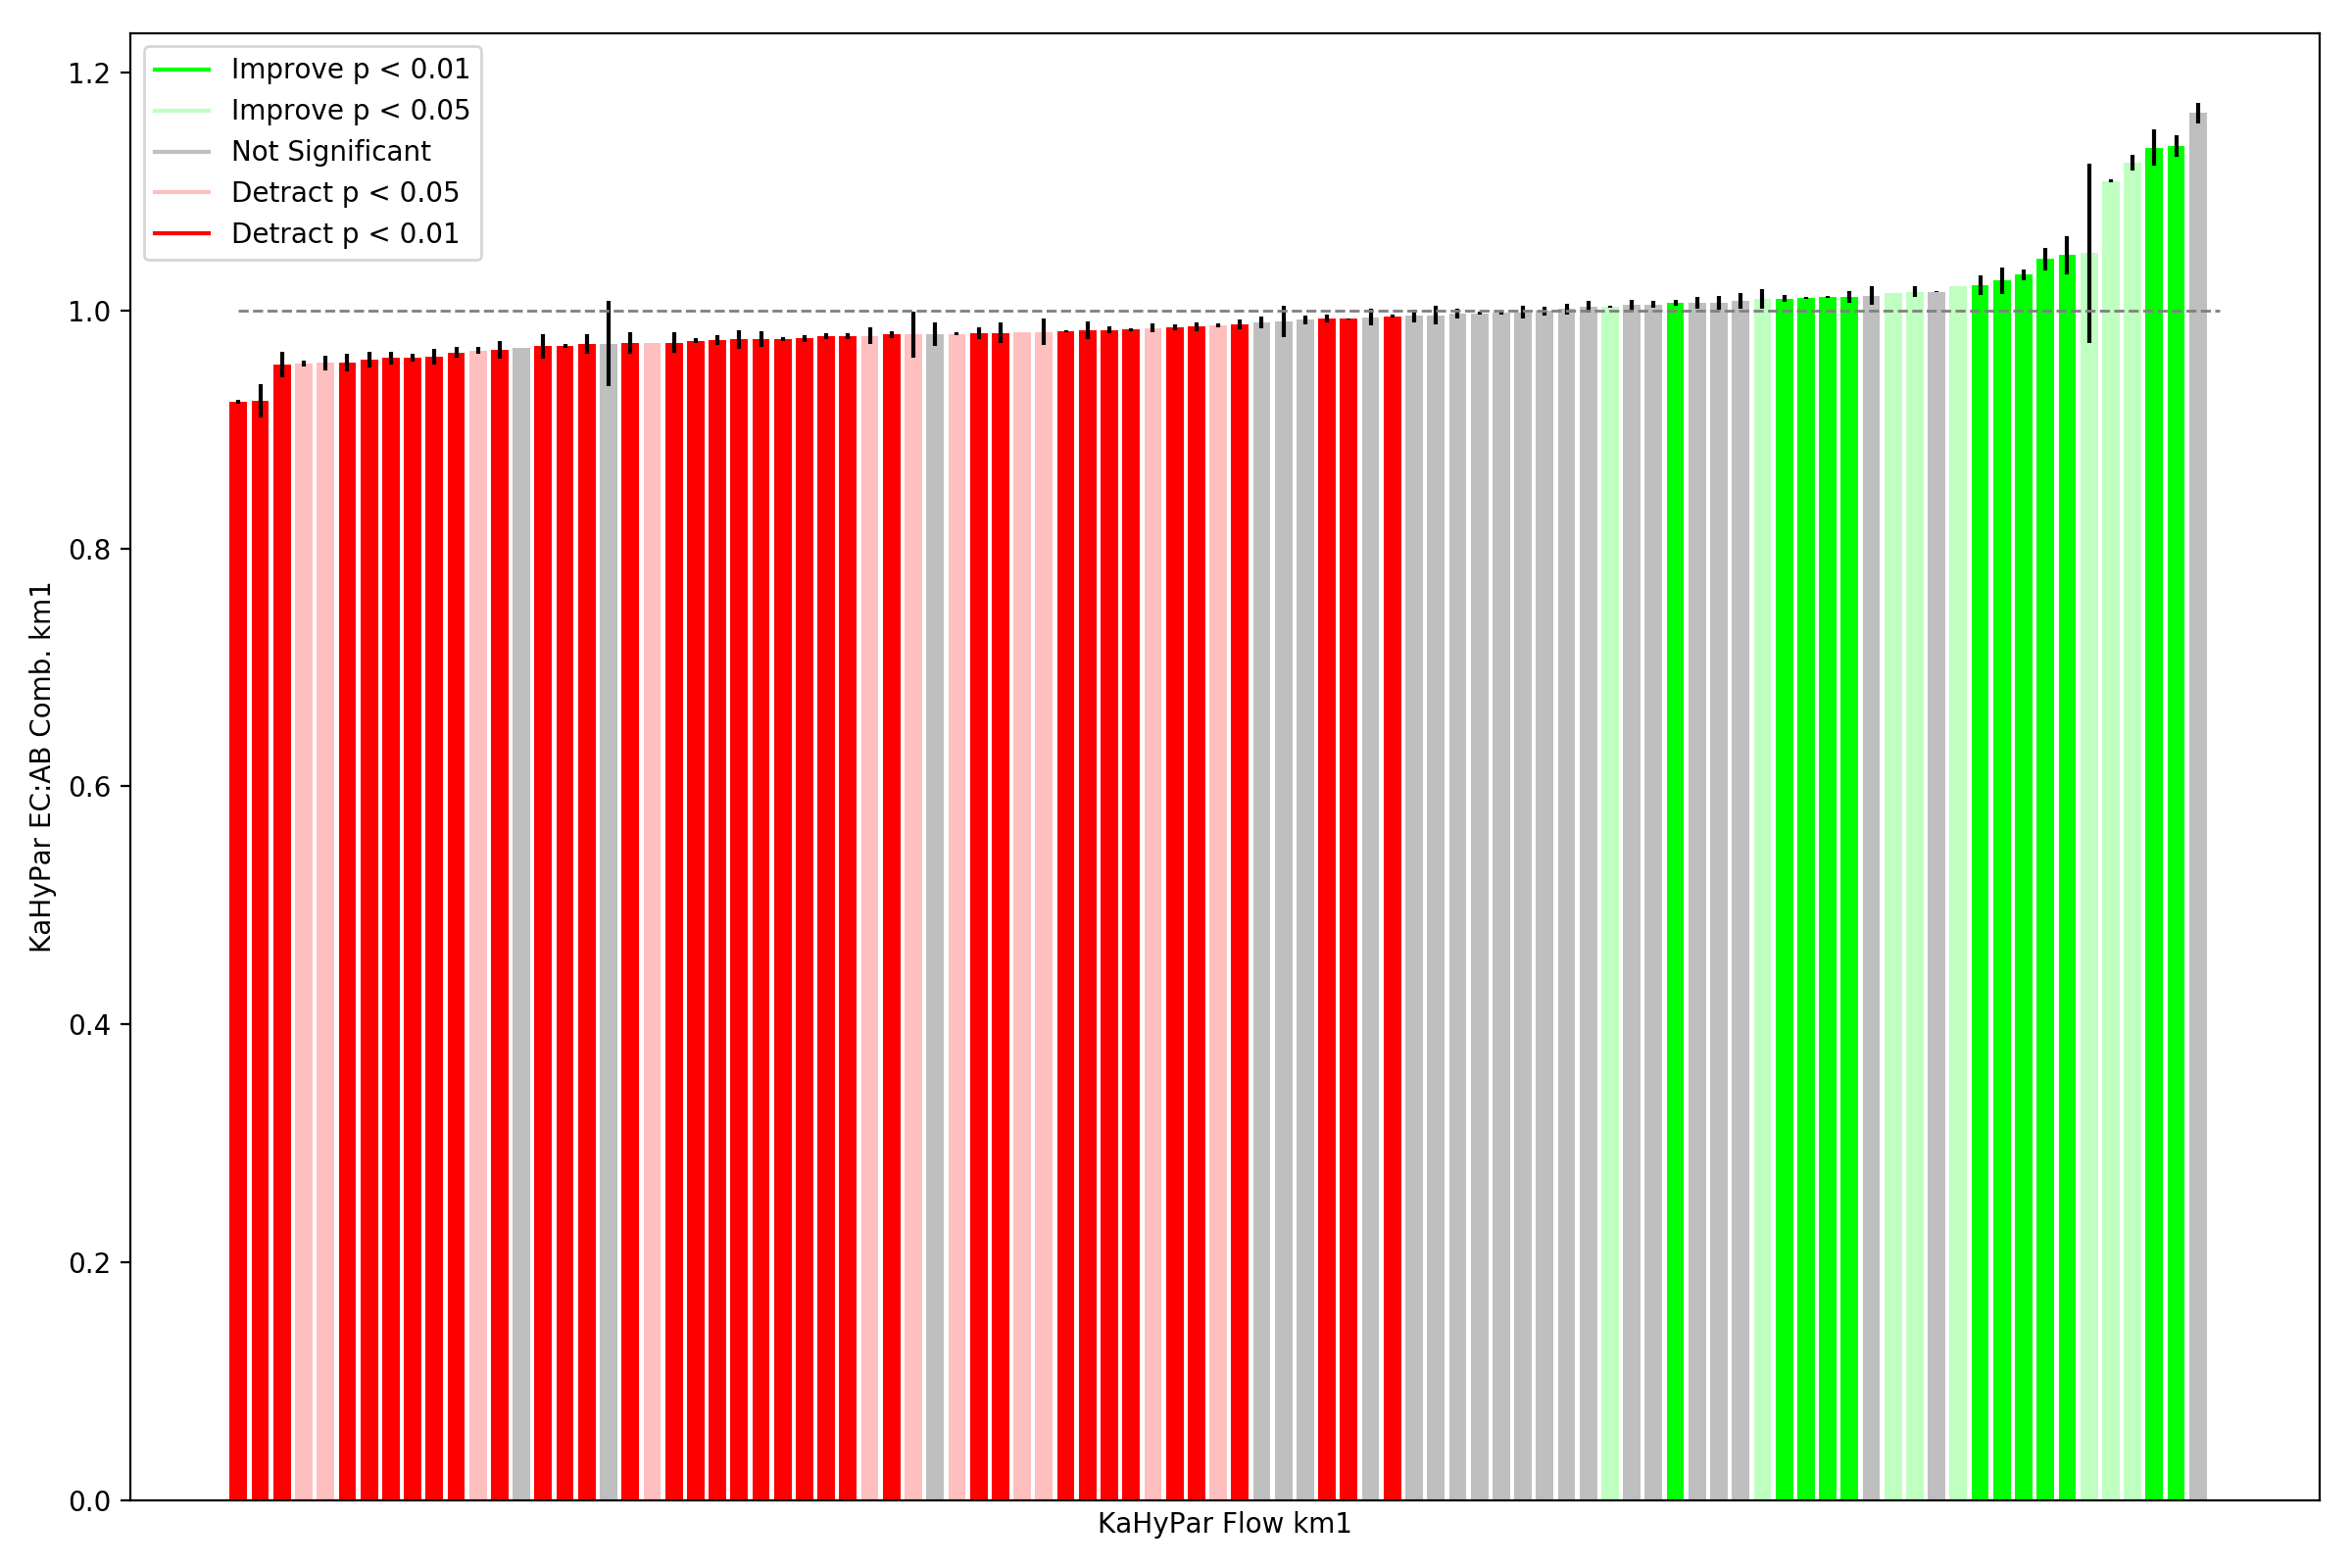 Improve p < 0.01
Improve p < 0.05
Not Significant
Detract p < 0.05
Detract p < 0.01
1.2
1.0
0.8
0.6
0.4
0.2
0.0
KaHyPar EC:AB Comb. km1
KaHyPar Flow km1